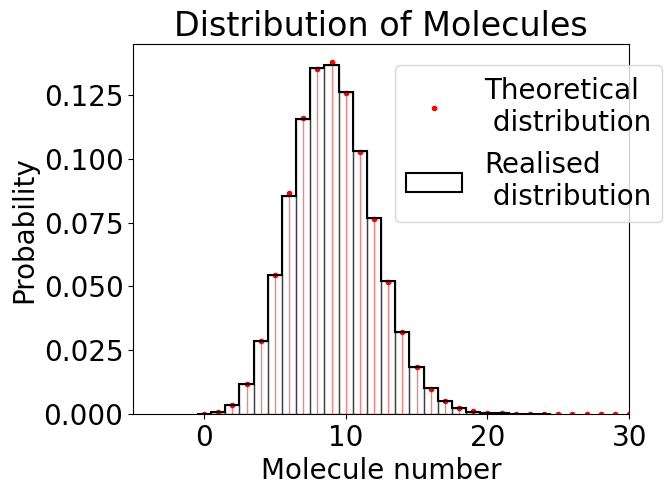 Distribution of Molecules
Probability
0.125
0.100
0.075
0.050
0.025
0.000
Theoretical
distribution
Realised
distribution
0
10
20
30
Molecule number